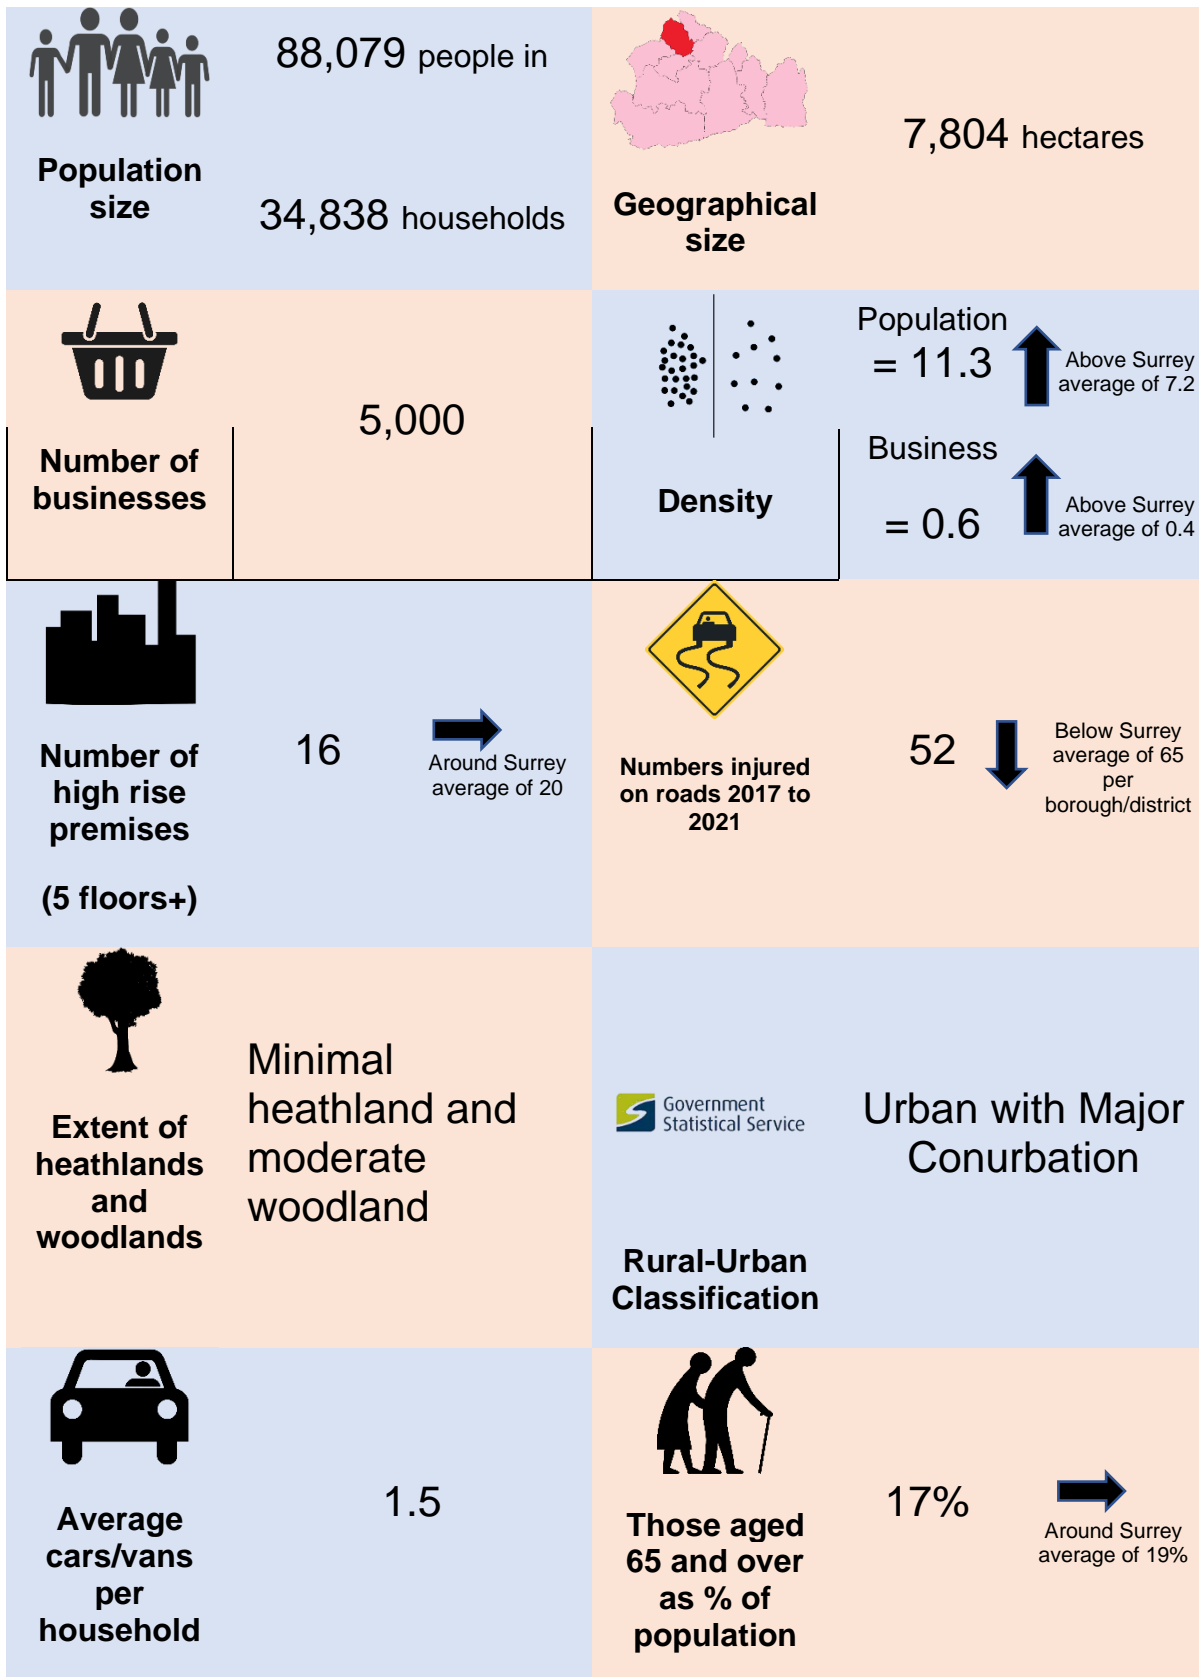 88,079 people in
Population
size
34,838 households
7,804 hectares
Geographical
size
Number of
businesses
5,000
Density
Population
= 11.3
Above Surrey
average of 7.2
Business
= 0.6
Above Surrey
average of 0.4
Number of
high rise
premises
(5 floors+)
16
Around Surrey
average of 20
Numbers injured
on roads 2017 to
2021
52
Below Surrey
average of 65
per
borough/district
Extent of
heathlands
and
woodlands
Minimal
heathland and
moderate
woodland
Government
Statistical Service
Rural-Urban
Classification
Urban with Major
Conurbation
Average
cars/vans
per
household
1.5
Those aged
65 and over
as % of
population
17%
Around Surrey
average of 19%